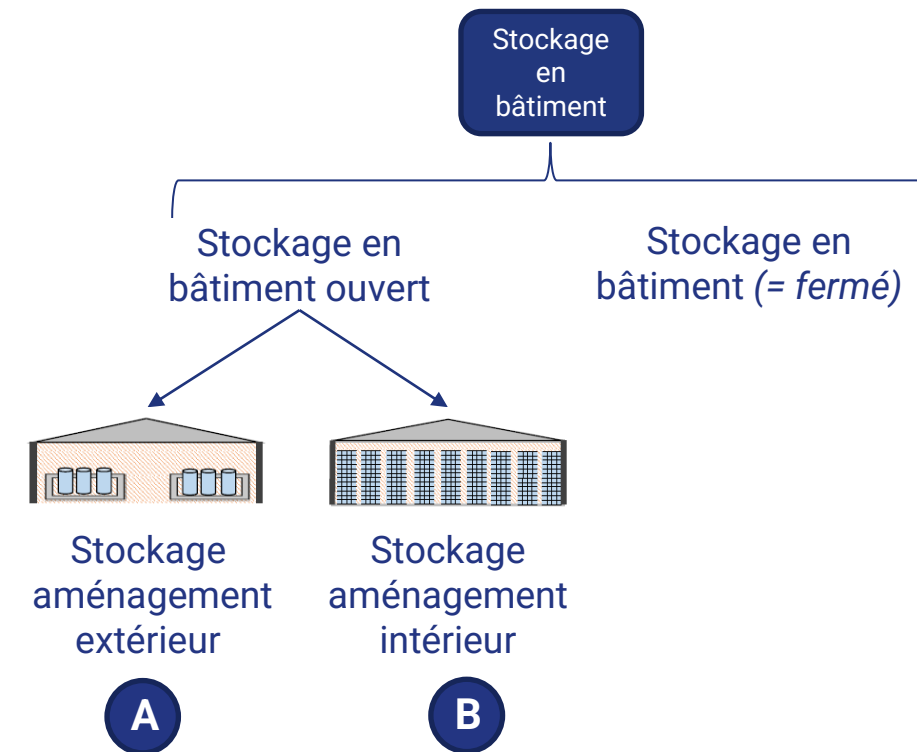 Stockage
en
bâtiment
Stockage en
bâtiment ouvert
Stockage en
bâtiment (= fermé)
Stockage
aménagement
extérieur
Stockage
aménagement
intérieur
A
B